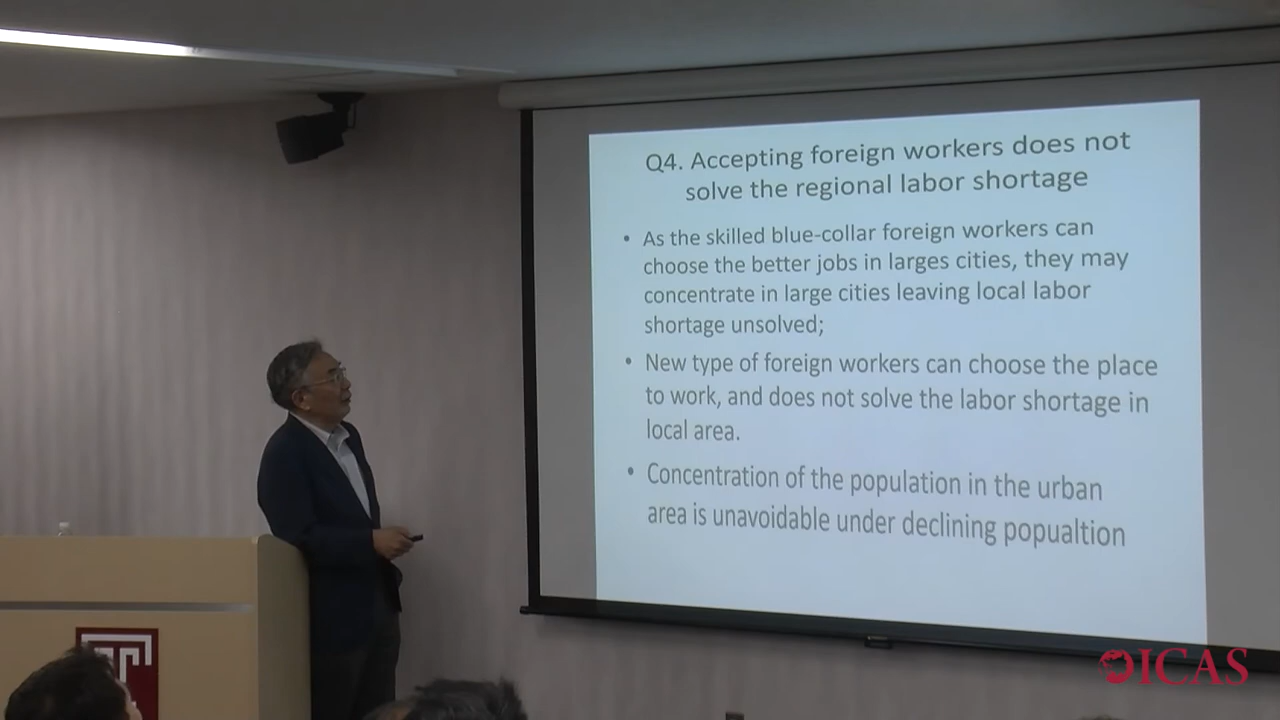 Q4. Accepting foreign workers does not
solve the regional labor shortage
• As the skilled blue-collar foreign workers can
choose the better jobs in larges cities, they may
concentrate in large cities leaving local labor
shortage unsolved;
• New type of foreign workers can choose the place
to work, and does not solve the labor shortage in
local area.
• Concentration of the population in the urban
area is unavoidable under declining popualtion
ICAS